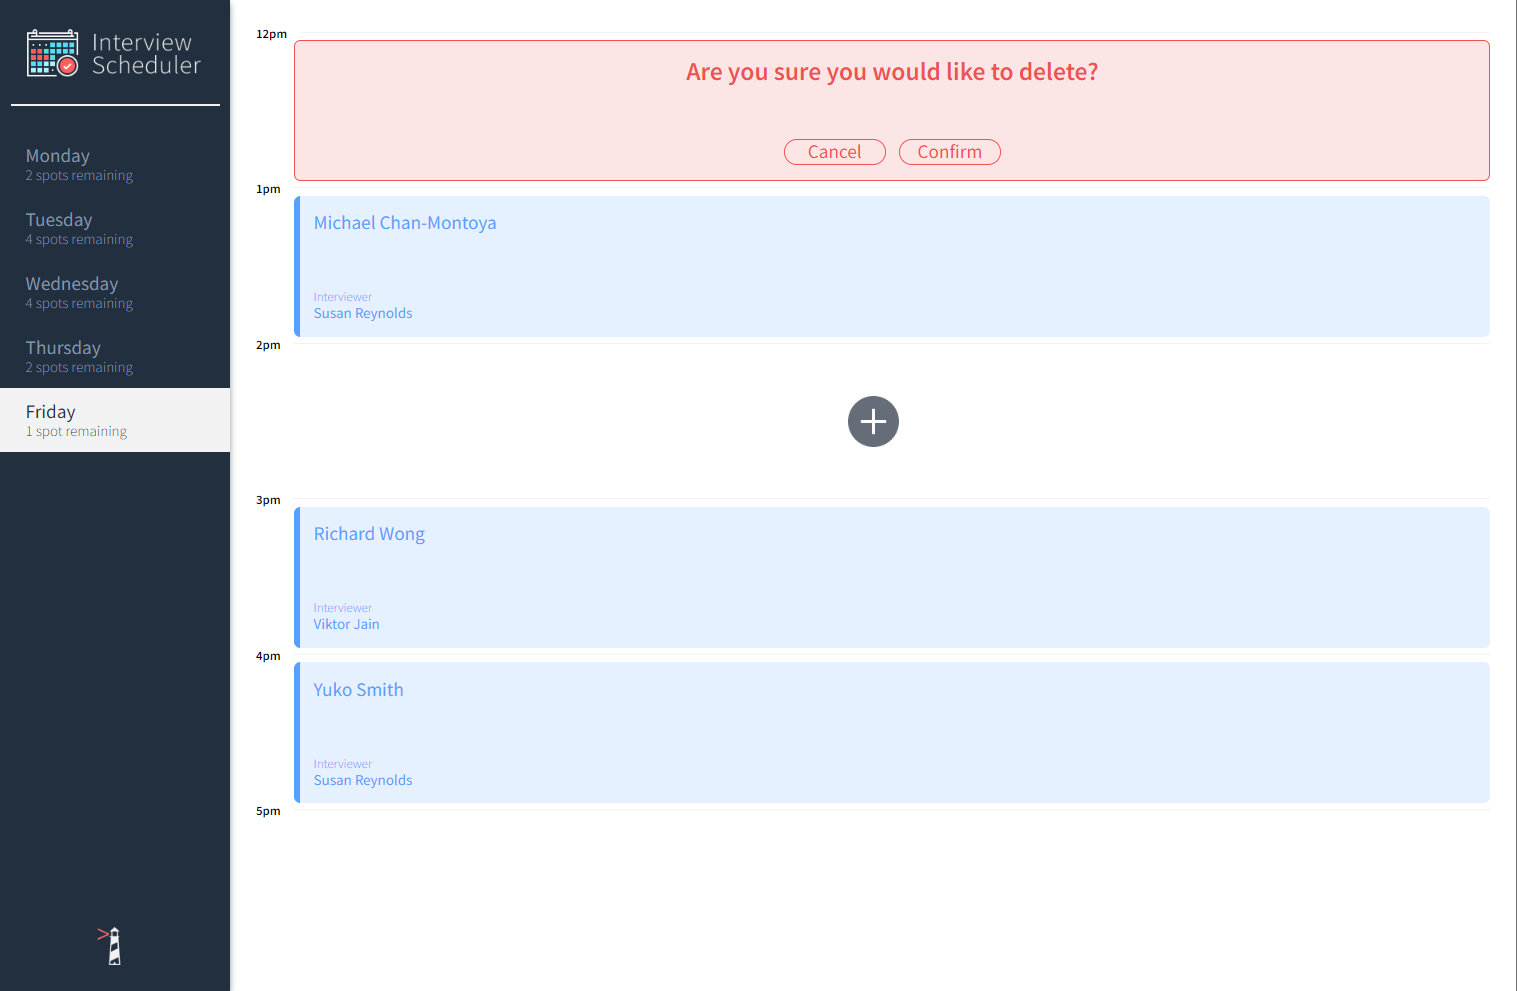 Interview
Scheduler
Monday
2 spots remaining
Tuesday
4 spots remaining
Wednesday
4 spots remaining
Thursday
2 spots remaining
Friday
1 spot remaining
12pm
Are you sure you would like to delete?
Cancel Confirm
1pm
Michael Chan-Montoya
Interviewer
Susan Reynolds
2pm
3pm
Richard Wong
Interviewer
Viktor Jain
4pm
Yuko Smith
Interviewer
Susan Reynolds
5pm